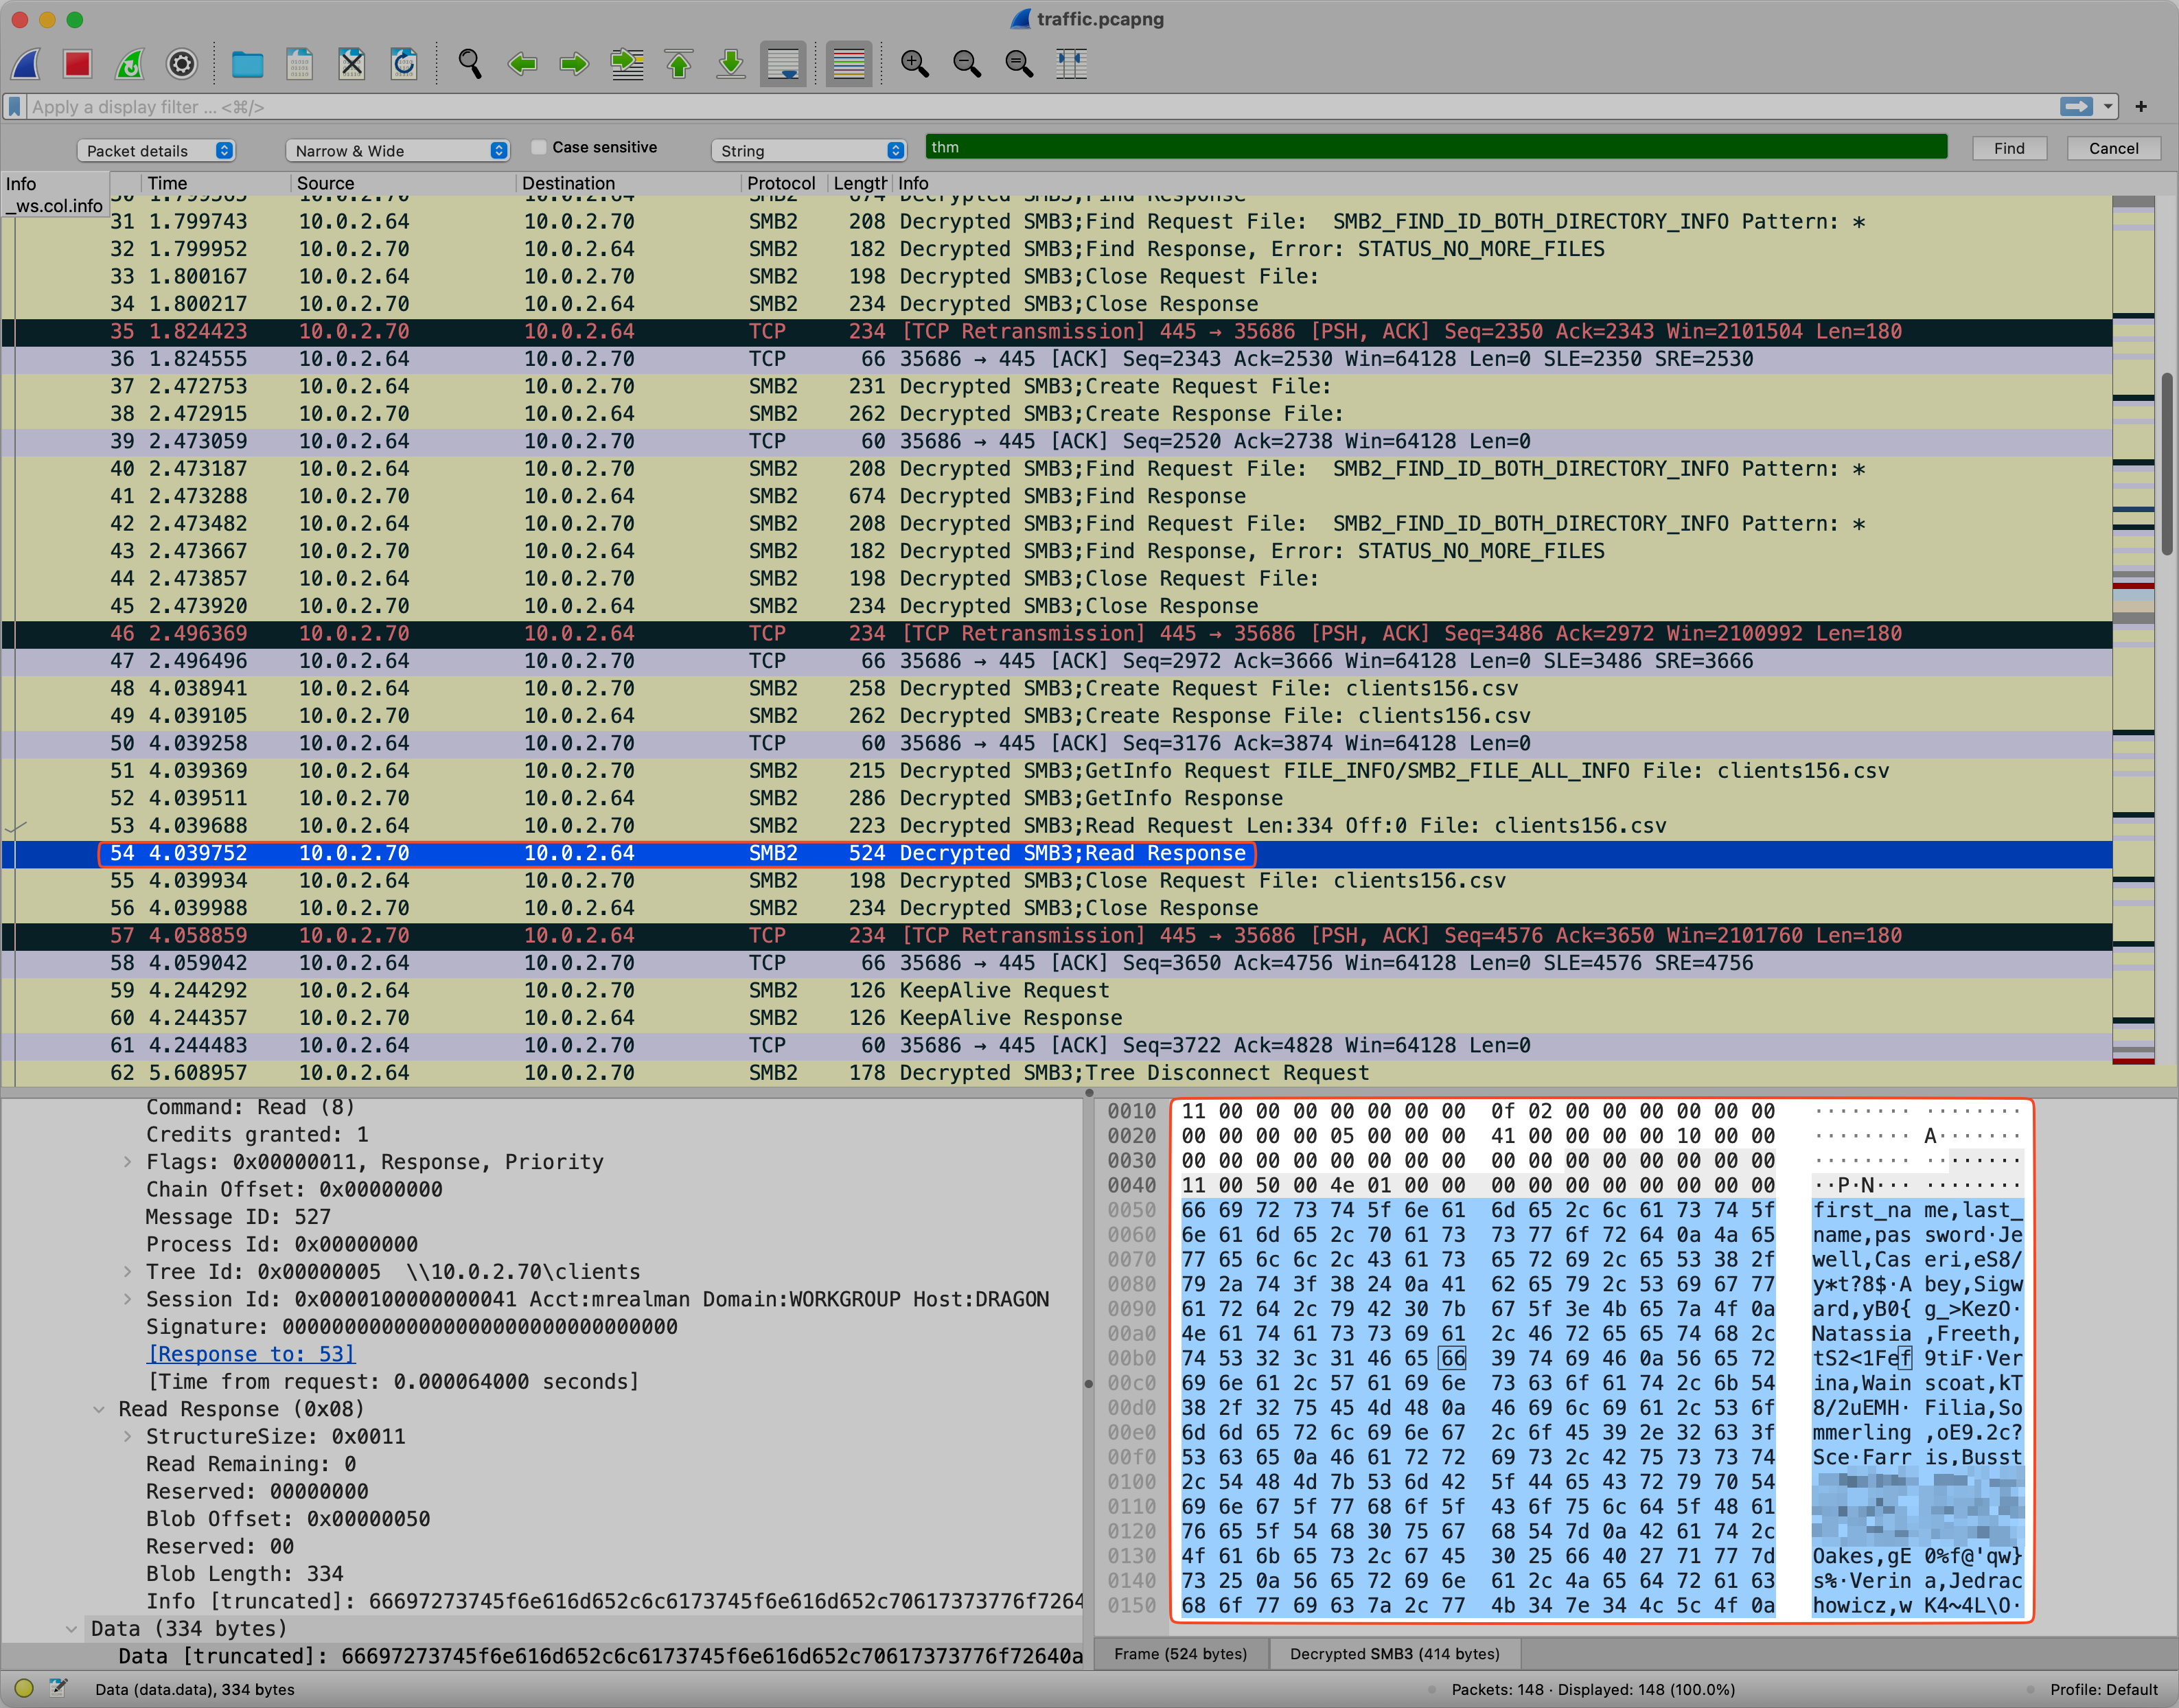 traffic.pcapng
Apply a display filter ... <⌘/>
+
Packet details Narrow & Wide Case sensitive String thm Find Cancel
Info Time Source Destination Protocol Length Info
_ws.col.info
31 1.799743 10.0.2.64 10.0.2.70 SMB2 208 Decrypted SMB3;Find Request File: SMB2_FIND_ID_BOTH_DIRECTORY_INFO Pattern: *
32 1.799952 10.0.2.70 10.0.2.64 SMB2 182 Decrypted SMB3;Find Response, Error: STATUS_NO_MORE_FILES
33 1.800167 10.0.2.64 10.0.2.70 SMB2 198 Decrypted SMB3;Close Request File:
34 1.800217 10.0.2.70 10.0.2.64 SMB2 234 Decrypted SMB3;Close Response
35 1.824423 10.0.2.70 10.0.2.64 TCP 234 [TCP Retransmission] 445 → 35686 [PSH, ACK] Seq=2350 Ack=2343 Win=2101504 Len=180
36 1.824555 10.0.2.64 10.0.2.70 TCP 66 35686 → 445 [ACK] Seq=2343 Ack=2530 Win=64128 Len=0 SLE=2350 SRE=2530
37 2.472753 10.0.2.64 10.0.2.70 SMB2 231 Decrypted SMB3;Create Request File:
38 2.472915 10.0.2.70 10.0.2.64 SMB2 262 Decrypted SMB3;Create Response File:
39 2.473059 10.0.2.64 10.0.2.70 TCP 60 35686 → 445 [ACK] Seq=2520 Ack=2738 Win=64128 Len=0
40 2.473187 10.0.2.64 10.0.2.70 SMB2 208 Decrypted SMB3;Find Request File: SMB2_FIND_ID_BOTH_DIRECTORY_INFO Pattern: *
41 2.473288 10.0.2.70 10.0.2.64 SMB2 674 Decrypted SMB3;Find Response
42 2.473482 10.0.2.64 10.0.2.70 SMB2 208 Decrypted SMB3;Find Request File: SMB2_FIND_ID_BOTH_DIRECTORY_INFO Pattern: *
43 2.473667 10.0.2.70 10.0.2.64 SMB2 182 Decrypted SMB3;Find Response, Error: STATUS_NO_MORE_FILES
44 2.473857 10.0.2.64 10.0.2.70 SMB2 198 Decrypted SMB3;Close Request File:
45 2.473920 10.0.2.70 10.0.2.64 SMB2 234 Decrypted SMB3;Close Response
46 2.496369 10.0.2.70 10.0.2.64 TCP 234 [TCP Retransmission] 445 → 35686 [PSH, ACK] Seq=3486 Ack=2972 Win=2100992 Len=180
47 2.496496 10.0.2.64 10.0.2.70 TCP 66 35686 → 445 [ACK] Seq=2972 Ack=3666 Win=64128 Len=0 SLE=3486 SRE=3666
48 4.038941 10.0.2.64 10.0.2.70 SMB2 258 Decrypted SMB3;Create Request File: clients156.csv
49 4.039105 10.0.2.70 10.0.2.64 SMB2 262 Decrypted SMB3;Create Response File: clients156.csv
50 4.039258 10.0.2.64 10.0.2.70 TCP 60 35686 → 445 [ACK] Seq=3176 Ack=3874 Win=64128 Len=0
51 4.039369 10.0.2.64 10.0.2.70 SMB2 215 Decrypted SMB3;GetInfo Request FILE_INFO/SMB2_FILE_ALL_INFO File: clients156.csv
52 4.039511 10.0.2.70 10.0.2.64 SMB2 286 Decrypted SMB3;GetInfo Response
53 4.039688 10.0.2.64 10.0.2.70 SMB2 223 Decrypted SMB3;Read Request Len:334 Off:0 File: clients156.csv
54 4.039752 10.0.2.70 10.0.2.64 SMB2 524 Decrypted SMB3;Read Response
55 4.039934 10.0.2.64 10.0.2.70 SMB2 198 Decrypted SMB3;Close Request File: clients156.csv
56 4.039988 10.0.2.70 10.0.2.64 SMB2 234 Decrypted SMB3;Close Response
57 4.058859 10.0.2.70 10.0.2.64 TCP 234 [TCP Retransmission] 445 → 35686 [PSH, ACK] Seq=4576 Ack=3650 Win=2101760 Len=180
58 4.059042 10.0.2.64 10.0.2.70 TCP 66 35686 → 445 [ACK] Seq=3650 Ack=4756 Win=64128 Len=0 SLE=4576 SRE=4756
59 4.244292 10.0.2.64 10.0.2.70 SMB2 126 KeepAlive Request
60 4.244357 10.0.2.70 10.0.2.64 SMB2 126 KeepAlive Response
61 4.244483 10.0.2.64 10.0.2.70 TCP 60 35686 → 445 [ACK] Seq=3722 Ack=4828 Win=64128 Len=0
62 5.608957 10.0.2.64 10.0.2.70 SMB2 178 Decrypted SMB3;Tree Disconnect Request
Command: Read (8)
Credits granted: 1
Flags: 0x00000011, Response, Priority
Chain Offset: 0x00000000
Message ID: 527
Process Id: 0x00000000
Tree Id: 0x00000005 \\10.0.2.70\clients
Session Id: 0x0000100000000041 Acct:mrealman Domain:WORKGROUP Host:DRAGON
Signature: 00000000000000000000000000000000
[Response to: 53]
[Time from request: 0.000064000 seconds]
Read Response (0x08)
StructureSize: 0x0011
Read Remaining: 0
Reserved: 00000000
Blob Offset: 0x00000050
Reserved: 00
Blob Length: 334
Info [truncated]: 66697273745f6e616d652c6c6173745f6e616d652c70617373776f7264
Data (334 bytes)
Data [truncated]: 66697273745f6e616d652c6c6173745f6e616d652c70617373776f72640a
0010 11 00 00 00 00 00 00 00 0f 02 00 00 00 00 00 00 ········ ········
0020 00 00 00 00 05 00 00 00 41 00 00 00 00 10 00 00 ········ A·······
0030 00 00 00 00 00 00 00 00 00 00 00 00 00 00 00 00 ········ ········
0040 11 00 50 00 4e 01 00 00 00 00 00 00 00 00 00 00 ··P·N··· ········
0050 66 69 72 73 74 5f 6e 61 6d 65 2c 6c 61 73 74 5f first_na me,last_
0060 6e 61 6d 65 2c 70 61 73 73 77 6f 72 64 0a 4a 65 name,pas sword·Je
0070 77 65 6c 6c 2c 43 61 73 65 72 69 2c 65 53 38 2f well,Cas eri,eS8/
0080 79 2a 74 3f 38 24 0a 41 62 65 79 2c 53 69 67 77 y*t?8$·A bey,Sigw
0090 61 72 64 2c 79 42 30 7b 67 5f 3e 4b 65 7a 4f 0a ard,yB0{ g_>KezO·
00a0 4e 61 74 61 73 73 69 61 2c 46 72 65 65 74 68 2c Natassia ,Freeth,
00b0 74 53 32 3c 31 46 65 66 39 74 69 46 0a 56 65 72 tS2<1Fef 9tiF·Ver
00c0 69 6e 61 2c 57 61 69 6e 73 63 6f 61 74 2c 6b 54 ina,Wain scoat,kT
00d0 38 2f 32 75 45 4d 48 0a 46 69 6c 69 61 2c 53 6f 8/2uEMH· Filia,So
00e0 6d 6d 65 72 6c 69 6e 67 2c 6f 45 39 2e 32 63 3f mmerling ,oE9.2c?
00f0 53 63 65 0a 46 61 72 72 69 73 2c 42 75 73 73 74 Sce·Farr is,Busst
0100 2c 54 48 4d 7b 53 6d 42 5f 44 65 43 72 79 70 54
0110 69 6e 67 5f 77 68 6f 5f 43 6f 75 6c 64 5f 48 61
0120 76 65 5f 54 68 30 75 67 68 54 7d 0a 42 61 74 2c
0130 4f 61 6b 65 73 2c 67 45 30 25 66 40 27 71 77 7d Oakes,gE 0%f@'qw}
0140 73 25 0a 56 65 72 69 6e 61 2c 4a 65 64 72 61 63 s%·Verin a,Jedrac
0150 68 6f 77 69 63 7a 2c 77 4b 34 7e 34 4c 5c 4f 0a howicz,w K4~4L\O·
Frame (524 bytes) Decrypted SMB3 (414 bytes)
Data (data.data), 334 bytes Packets: 148 · Displayed: 148 (100.0%) Profile: Default